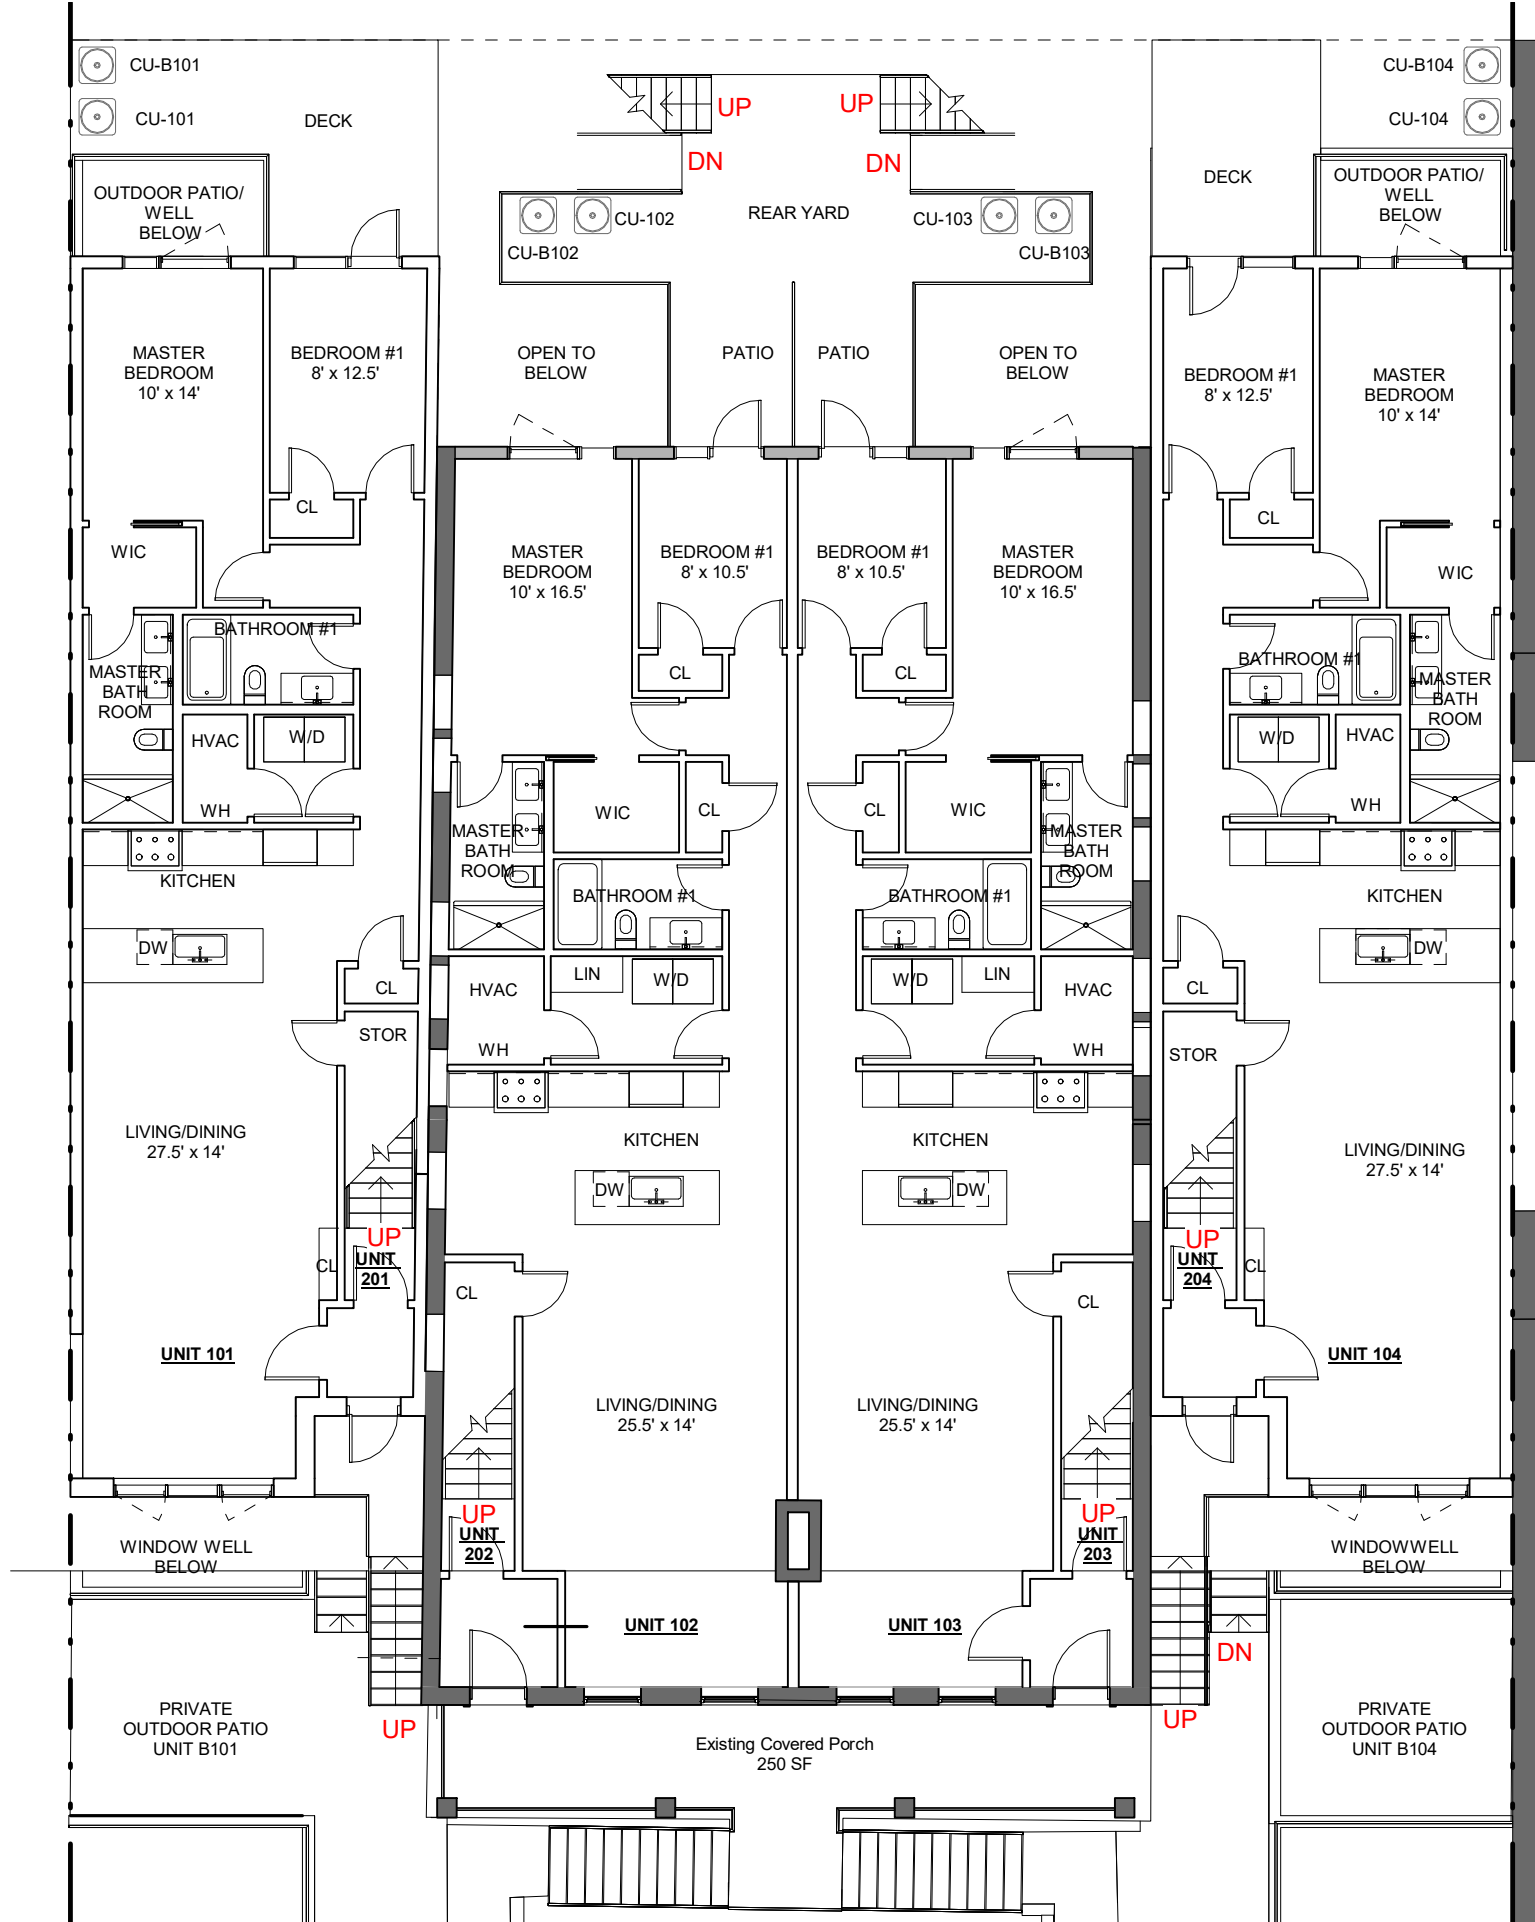 CU-B101
CU-B104
UP
UP
CU-101
DECK
CU-104
DN
DN
DECK
OUTDOOR PATIO/
WELL
BELOW
OUTDOOR PATIO/
WELL
BELOW
CU-102
REAR YARD
CU-103
CU-B102
CU-B103
MASTER
BEDROOM
10' x 14'
BEDROOM #1
8' x 12.5'
OPEN TO
BELOW
PATIO
PATIO
OPEN TO
BELOW
BEDROOM #1
8' x 12.5'
MASTER
BEDROOM
10' x 14'
CL
CL
WIC
MASTER
BEDROOM
10' x 16.5'
BEDROOM #1
8' x 10.5'
BEDROOM #1
8' x 10.5'
MASTER
BEDROOM
10' x 16.5'
WIC
BATHROOM #1
BATHROOM #1
MASTER
BATH
ROOM
CL
CL
MASTER
BATH
ROOM
HVAC
W/D
W/D
HVAC
WH
WIC
CL
CL
WIC
WH
MASTER
BATH
ROOM
MASTER
BATH
ROOM
KITCHEN
BATHROOM #1
BATHROOM #1
KITCHEN
DW
DW
CL
HVAC
LIN
W/D
W/D
LIN
HVAC
CL
STOR
WH
WH
STOR
LIVING/DINING
27.5' x 14'
KITCHEN
KITCHEN
LIVING/DINING
27.5' x 14'
DW
DW
UP
UP
CL
UNIT
201
UNIT
204
CL
CL
CL
UNIT 101
UNIT 104
LIVING/DINING
25.5' x 14'
LIVING/DINING
25.5' x 14'
UP
UNIT
202
UP
UNIT
203
WINDOW WELL
BELOW
WINDOWWELL
BELOW
UNIT 102
UNIT 103
DN
PRIVATE
OUTDOOR PATIO
UNIT B101
UP
UP
PRIVATE
OUTDOOR PATIO
UNIT B104
Existing Covered Porch
250 SF